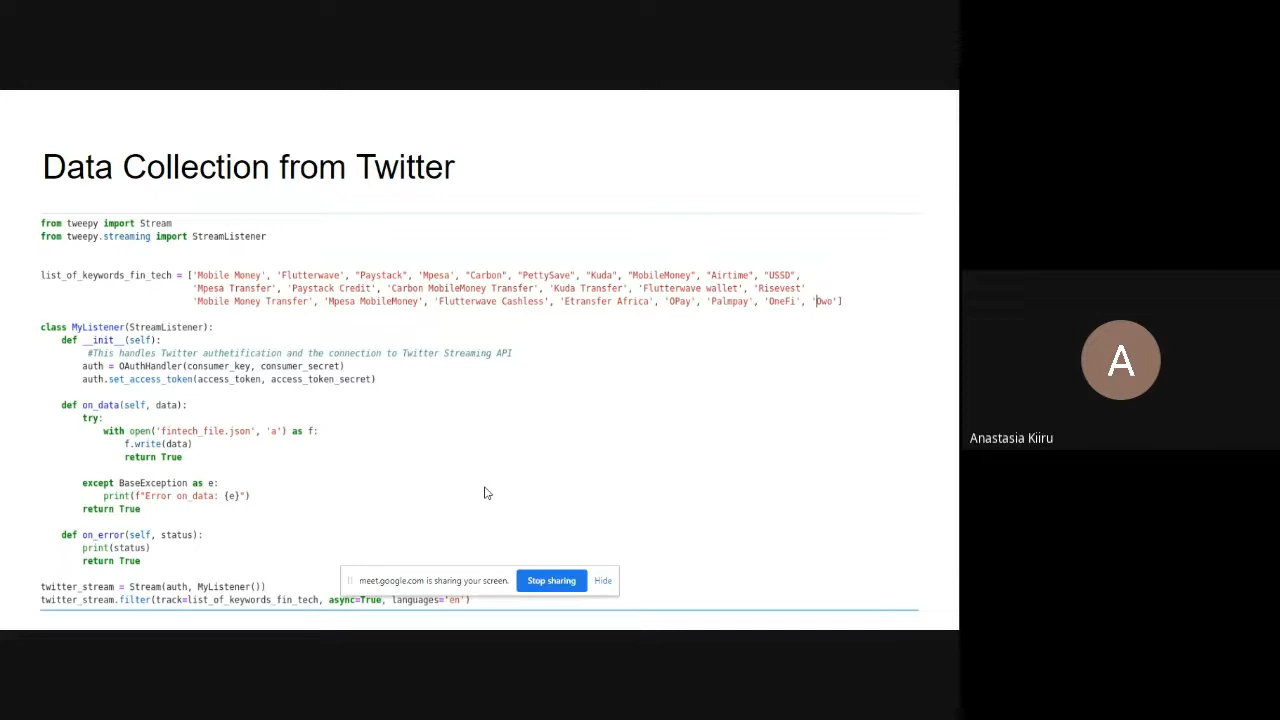 Data Collection from Twitter
from tweepy import Stream
from tweepy.streaming import StreamListener
list_of_keywords_fin_tech = ['Mobile Money', 'Flutterwave', "Paystack", 'Mpesa', "Carbon", "PettySave", "Kuda", "MobileMoney", "Airtime", "USSD",
'Mpesa Transfer', 'Paystack Credit', 'Carbon MobileMoney Transfer', 'Kuda Transfer', 'Flutterwave wallet', 'Risevest'
'Mobile Money Transfer', 'Mpesa MobileMoney', 'Flutterwave Cashless', 'Etransfer Africa', 'OPay', 'Palmpay', 'OneFi', 'Owo']
class MyListener(StreamListener):
def __init__(self):
#This handles Twitter authetification and the connection to Twitter Streaming API
auth = OAuthHandler(consumer_key, consumer_secret)
auth.set_access_token(access_token, access_token_secret)
def on_data(self, data):
try:
with open('fintech_file.json', 'a') as f:
f.write(data)
return True
except BaseException as e:
print(f"Error on_data: {e}")
return True
def on_error(self, status):
print(status)
return True
twitter_stream = Stream(auth, MyListener())
twitter_stream.filter(track=list_of_keywords_fin_tech, async=True, languages='en')
meet.google.com is sharing your screen.
Stop sharing
Hide
A
Anastasia Kiiru